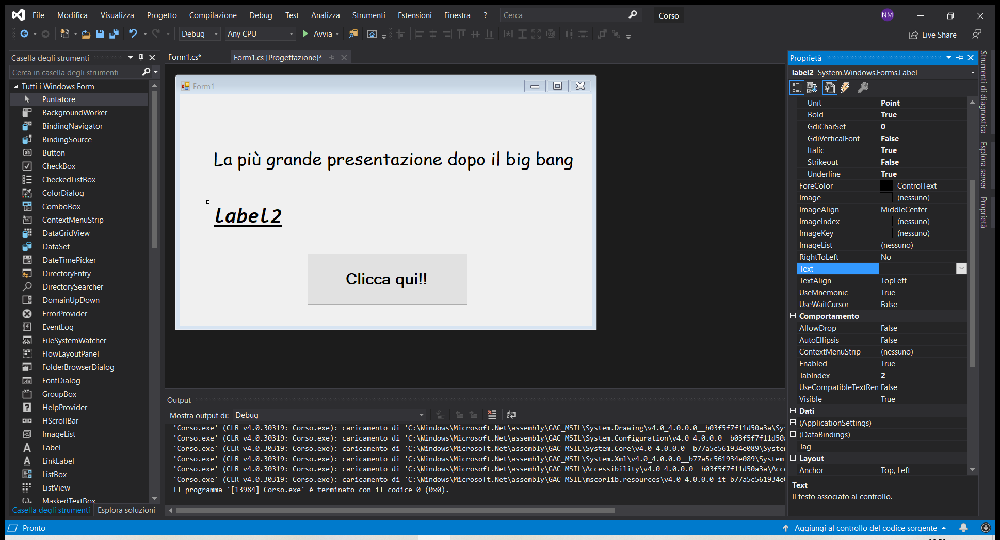 File Modifica Visualizza Progetto Compilazione Debug Test Analizza Strumenti Estensioni Finestra ? Cerca Corso NM
Debug Any CPU Avvia Live Share
Casella degli strumenti
Cerca in casella degli strumenti
Tutti i Windows Form
Puntatore
BackgroundWorker
BindingNavigator
BindingSource
Button
CheckBox
CheckedListBox
ColorDialog
ComboBox
ContextMenuStrip
DataGridView
DataSet
DateTimePicker
DirectoryEntry
DirectorySearcher
DomainUpDown
ErrorProvider
EventLog
FileSystemWatcher
FlowLayoutPanel
FolderBrowserDialog
FontDialog
GroupBox
HelpProvider
HScrollBar
ImageList
Label
LinkLabel
ListBox
ListView
MaskedTextBox
Casella degli strumenti Esplora soluzioni
Form1.cs* Form1.cs [Progettazione]*
Form1
La più grande presentazione dopo il big bang
label2
Clicca qui!!
Output
Mostra output di: Debug
'Corso.exe' (CLR v4.0.30319: Corso.exe): caricamento di 'C:\Windows\Microsoft.Net\assembly\GAC_MSIL\System.Drawing\v4.0_4.0.0.0__b03f5f7f11d50a3a\Sys
'Corso.exe' (CLR v4.0.30319: Corso.exe): caricamento di 'C:\Windows\Microsoft.Net\assembly\GAC_MSIL\System.Configuration\v4.0_4.0.0.0__b03f5f7f11d50a
'Corso.exe' (CLR v4.0.30319: Corso.exe): caricamento di 'C:\Windows\Microsoft.Net\assembly\GAC_MSIL\System.Core\v4.0_4.0.0.0__b77a5c561934e089\System
'Corso.exe' (CLR v4.0.30319: Corso.exe): caricamento di 'C:\Windows\Microsoft.Net\assembly\GAC_MSIL\System.Xml\v4.0_4.0.0.0__b77a5c561934e089\System
'Corso.exe' (CLR v4.0.30319: Corso.exe): caricamento di 'C:\Windows\Microsoft.Net\assembly\GAC_MSIL\Accessibility\v4.0_4.0.0.0__b03f5f7f11d50a3a\Acce
'Corso.exe' (CLR v4.0.30319: Corso.exe): caricamento di 'C:\Windows\Microsoft.Net\assembly\GAC_MSIL\mscorlib.resources\v4.0_4.0.0.0_it_b77a5c561934e0
Il programma '[13984] Corso.exe' è terminato con il codice 0 (0x0).
Proprietà
label2 System.Windows.Forms.Label
Unit Point
Bold True
GdiCharSet 0
GdiVerticalFont False
Italic True
Strikeout False
Underline True
ForeColor ControlText
Image (nessuno)
ImageAlign MiddleCenter
ImageIndex (nessuno)
ImageKey (nessuno)
ImageList (nessuno)
RightToLeft No
Text
TextAlign TopLeft
UseMnemonic True
UseWaitCursor False
Comportamento
AllowDrop False
AutoEllipsis False
ContextMenuStrip (nessuno)
Enabled True
TabIndex 2
UseCompatibleTextRen False
Visible True
Dati
(ApplicationSettings)
(DataBindings)
Tag
Layout
Anchor Top, Left
Text
Il testo associato al controllo.
Strumenti di diagnostica
Esplora server
Proprietà
Pronto Aggiungi al controllo del codice sorgente